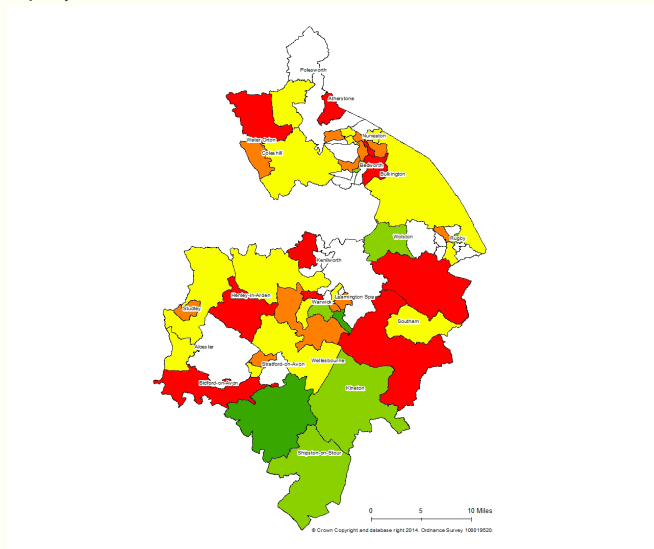 Polesworth
Atherstone
Nuneaton
Water Orton
Coleshill
Bedworth
Bulkington
Wolston
Rugby
Kenilworth
Henley-in-Arden
Leamington Spa
Warwick
Studley
Southam
Alcester
Wellesbourne
Stratford-on-Avon
Bidford-on-Avon
Kineton
Shipston-on-Stour
0 5 10 Miles
© Crown Copyright and database right 2014. Ordnance Survey 100019520.